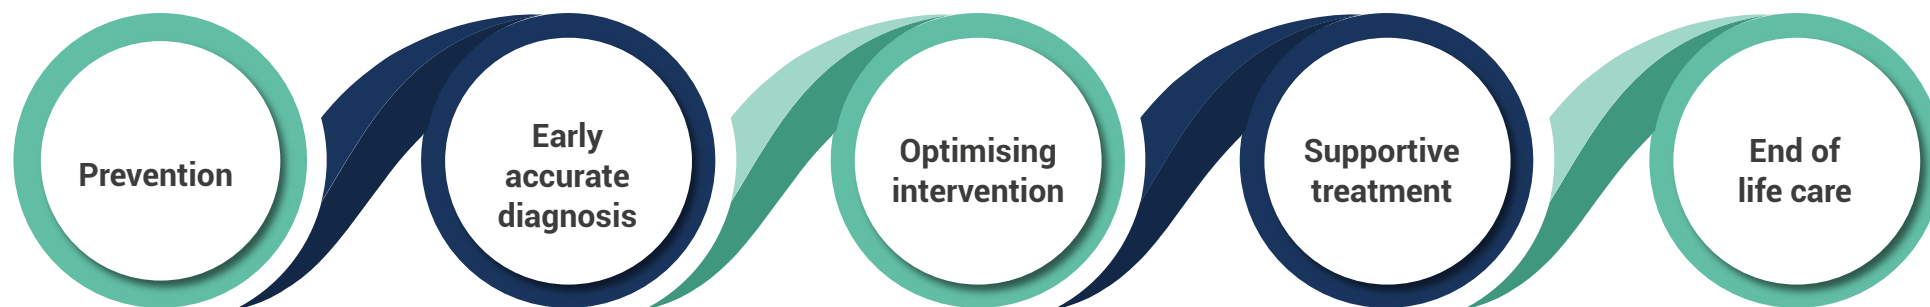 Prevention
Early
accurate
diagnosis
Optimising
intervention
Supportive
treatment
End of
life care